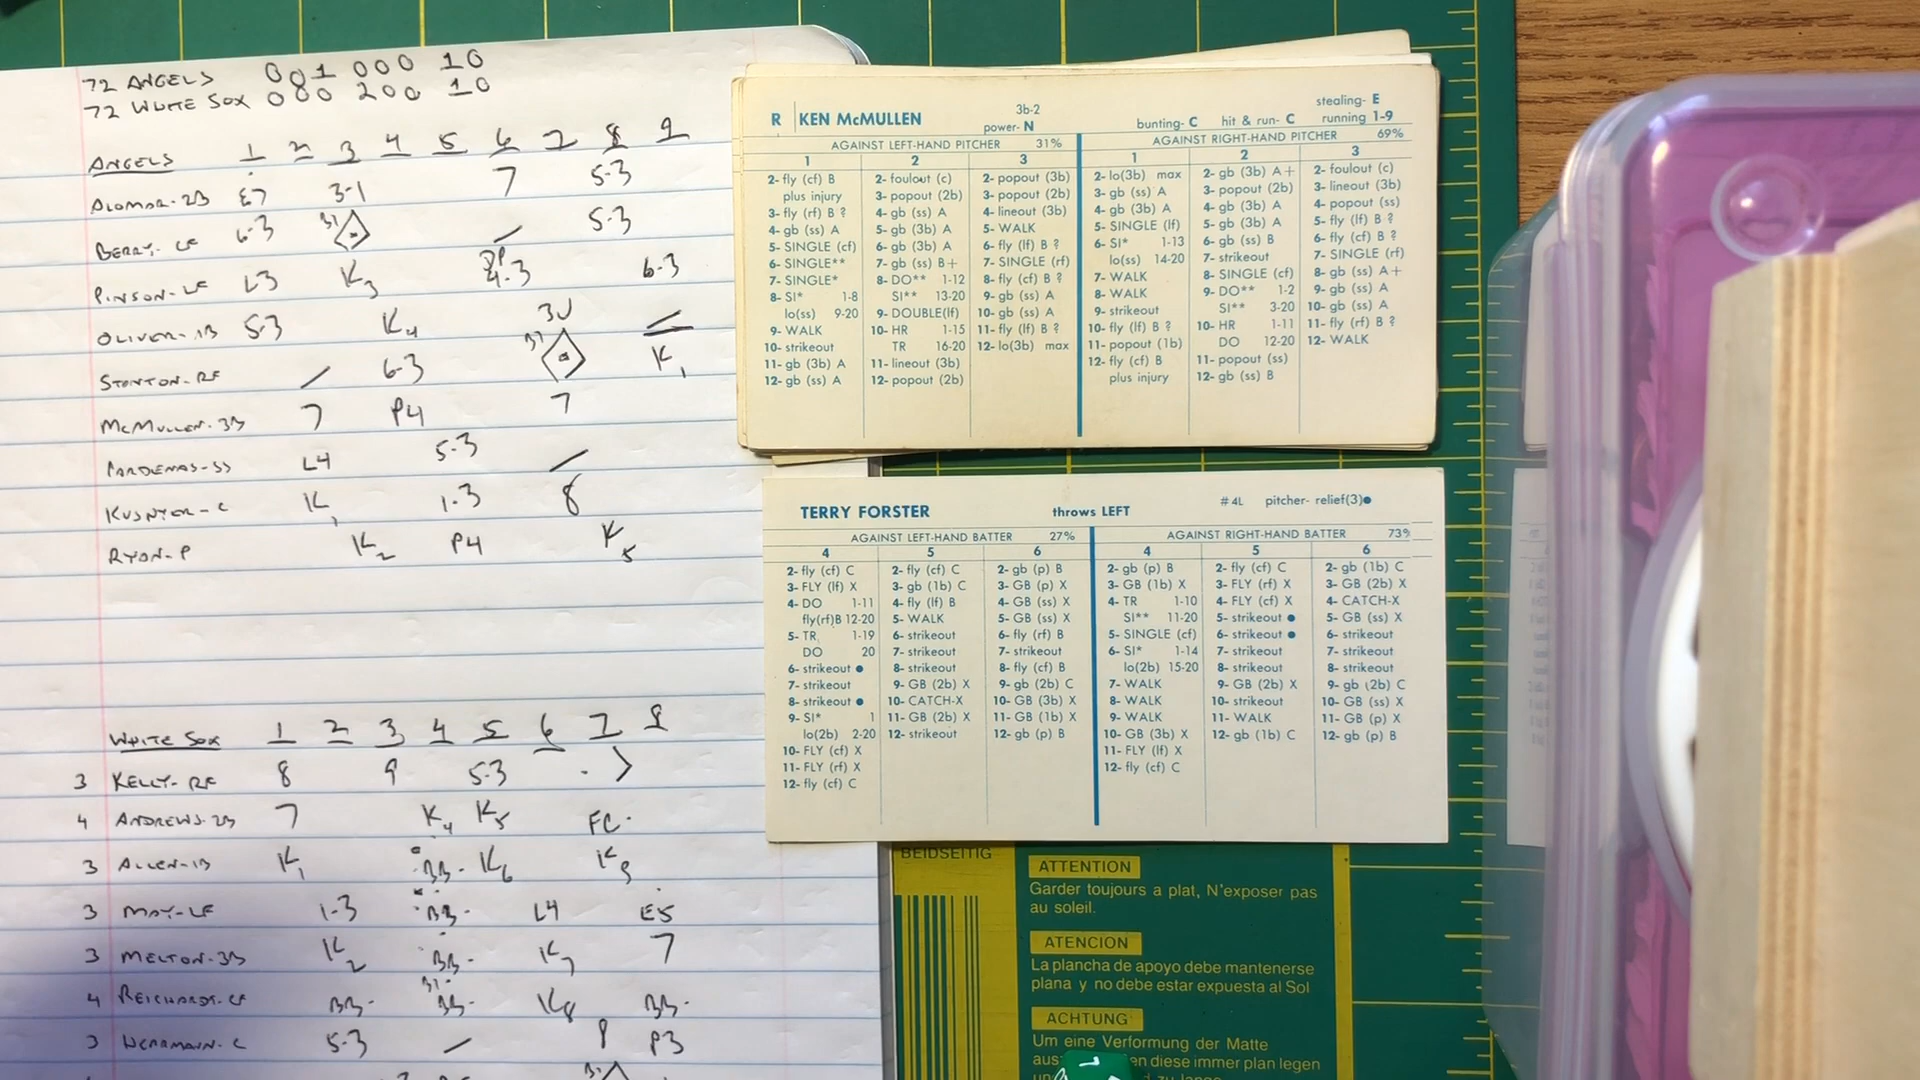 72 ANGELS 001 000 10
72 WHITE SOX 000 200 10
ANGELS 1 2 3 4 5 6 7 8 9
ALOMAR-2B E7 3-1 7 5-3
BERRY-CF 6-3 5-3
PINSON-LF L3 K3 DP 4-3 6-3
OLIVER-1B 5-3 K4
STANTON-RF 6-3 K1
MCMULLEN-3B 7 P4 7
CARDENAS-SS L4 5-3
KUSNYER-C K1 1-3 8
RYAN-P K2 P4 K5
WHITE SOX 1 2 3 4 5 6 7 8
3 KELLY-RF 8 9 5-3
4 ANDREWS-2B 7 K4 K5 FC
3 ALLEN-1B K1 BB K6 K9
3 MAY-LF 1-3 BB L4 E5
3 MELTON-3B K2 BB K7 7
4 REICHARDT-CF BB BB K8 BB
3 HERRMANN-C 5-3 P3
R KEN McMULLEN 3b-2 power- N bunting- C hit & run- C stealing- E running 1-9
AGAINST LEFT-HAND PITCHER 31%
1
2- fly (cf) B
plus injury
3- fly (rf) B ?
4- gb (ss) A
5- SINGLE (cf)
6- SINGLE**
7- SINGLE*
8- SI* 1-8
lo(ss) 9-20
9- WALK
10- strikeout
11- gb (3b) A
12- gb (ss) A
2
2- foulout (c)
3- popout (2b)
4- gb (ss) A
5- gb (3b) A
6- gb (3b) A
7- gb (ss) B+
8- DO** 1-12
SI** 13-20
9- DOUBLE(lf)
10- HR 1-15
TR 16-20
11- lineout (3b)
12- popout (2b)
3
2- popout (3b)
3- popout (2b)
4- lineout (3b)
5- WALK
6- fly (lf) B ?
7- SINGLE (rf)
8- fly (cf) B ?
9- gb (ss) A
10- gb (ss) A
11- fly (lf) B ?
12- lo(3b) max
AGAINST RIGHT-HAND PITCHER 69%
1
2- lo(3b) max
3- gb (ss) A
4- gb (3b) A
5- SINGLE (lf)
6- SI* 1-13
lo(ss) 14-20
7- WALK
8- WALK
9- strikeout
10- fly (lf) B ?
11- popout (1b)
12- fly (cf) B
plus injury
2
2- gb (3b) A+
3- popout (2b)
4- gb (3b) A
5- gb (3b) A
6- gb (ss) B
7- strikeout
8- SINGLE (cf)
9- DO** 1-2
SI** 3-20
10- HR 1-11
DO 12-20
11- popout (ss)
12- gb (ss) B
3
2- foulout (c)
3- lineout (3b)
4- popout (ss)
5- fly (lf) B ?
6- fly (cf) B ?
7- SINGLE (rf)
8- gb (ss) A+
9- gb (ss) A
10- gb (ss) A
11- fly (rf) B ?
12- WALK
TERRY FORSTER throws LEFT #4L pitcher- relief(3)●
AGAINST LEFT-HAND BATTER 27%
4
2- fly (cf) C
3- FLY (lf) X
4- DO 1-11
fly(rf)B 12-20
5- TR 1-19
DO 20
6- strikeout ●
7- strikeout
8- strikeout ●
9- SI* 1
lo(2b) 2-20
10- FLY (cf) X
11- FLY (rf) X
12- fly (cf) C
5
2- fly (cf) C
3- gb (1b) C
4- fly (lf) B
5- WALK
6- strikeout
7- strikeout
8- strikeout
9- GB (2b) X
10- CATCH-X
11- GB (2b) X
12- strikeout
6
2- gb (p) B
3- GB (p) X
4- GB (ss) X
5- GB (ss) X
6- fly (rf) B
7- strikeout
8- fly (cf) B
9- gb (2b) C
10- GB (3b) X
11- GB (1b) X
12- gb (p) B
AGAINST RIGHT-HAND BATTER 73%
4
2- gb (p) B
3- GB (1b) X
4- TR 1-10
SI** 11-20
5- SINGLE (cf)
6- SI* 1-14
lo(2b) 15-20
7- WALK
8- WALK
9- WALK
10- GB (3b) X
11- FLY (lf) X
12- fly (cf) C
5
2- fly (cf) C
3- FLY (rf) X
4- FLY (cf) X
5- strikeout ●
6- strikeout ●
7- strikeout
8- strikeout
9- GB (2b) X
10- strikeout
11- WALK
12- gb (1b) C
6
2- gb (1b) C
3- GB (2b) X
4- CATCH-X
5- GB (ss) X
6- strikeout
7- strikeout
8- strikeout
9- gb (2b) C
10- GB (ss) X
11- GB (p) X
12- gb (p) B
BEIDSEITIG
ATTENTION
Garder toujours a plat, N'exposer pas
au soleil.
ATENCION
La plancha de apoyo debe mantenerse
plana y no debe estar expuesta al Sol
ACHTUNG
Um eine Verformung der Matte
diese immer plan legen